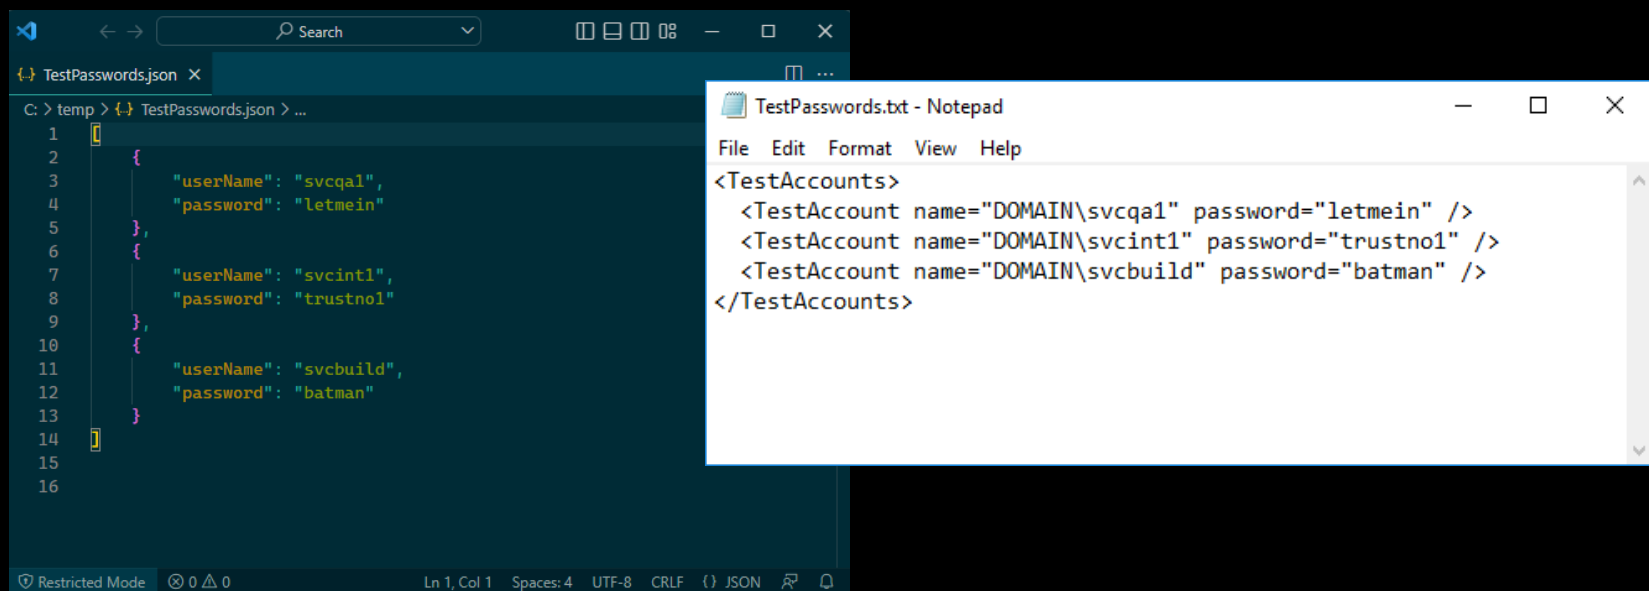 Search
TestPasswords.json
C: > temp > {..} TestPasswords.json > ...
1 [
2     {
3         "userName": "svcqa1",
4         "password": "letmein"
5     },
6     {
7         "userName": "svcint1",
8         "password": "trustno1"
9     },
10     {
11         "userName": "svcbuild",
12         "password": "batman"
13     }
14 ]
15
16
Restricted Mode 0 0 Ln 1, Col 1 Spaces: 4 UTF-8 CRLF {} JSON
TestPasswords.txt - Notepad
File Edit Format View Help
<TestAccounts>
  <TestAccount name="DOMAIN\svcqa1" password="letmein" />
  <TestAccount name="DOMAIN\svcint1" password="trustno1" />
  <TestAccount name="DOMAIN\svcbuild" password="batman" />
</TestAccounts>